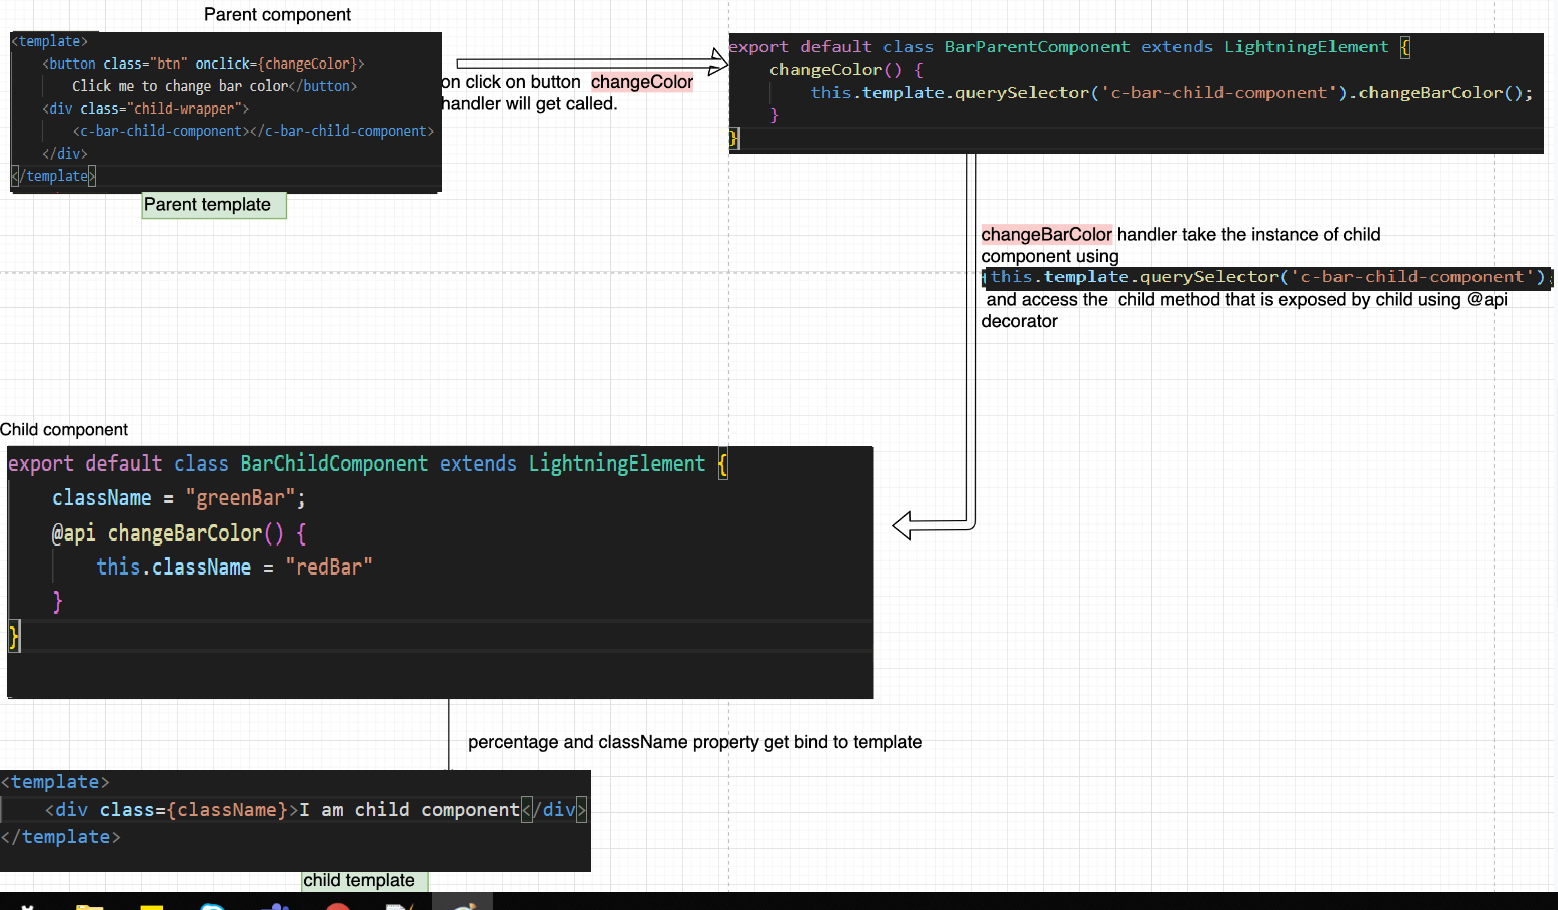 Parent component
<template>
<button class="btn" onclick={changeColor}>
Click me to change bar color</button>
<div class="child-wrapper">
<c-bar-child-component></c-bar-child-component>
</div>
</template>
Parent template
on click on button changeColor
handler will get called.
export default class BarParentComponent extends LightningElement {
changeColor() {
this.template.querySelector('c-bar-child-component').changeBarColor();
}
}
changeBarColor handler take the instance of child
component using
this.template.querySelector('c-bar-child-component')
and access the child method that is exposed by child using @api
decorator
Child component
export default class BarChildComponent extends LightningElement {
className = "greenBar";
@api changeBarColor() {
this.className = "redBar"
}
}
percentage and className property get bind to template
<template>
<div class={className}>I am child component</div>
</template>
child template